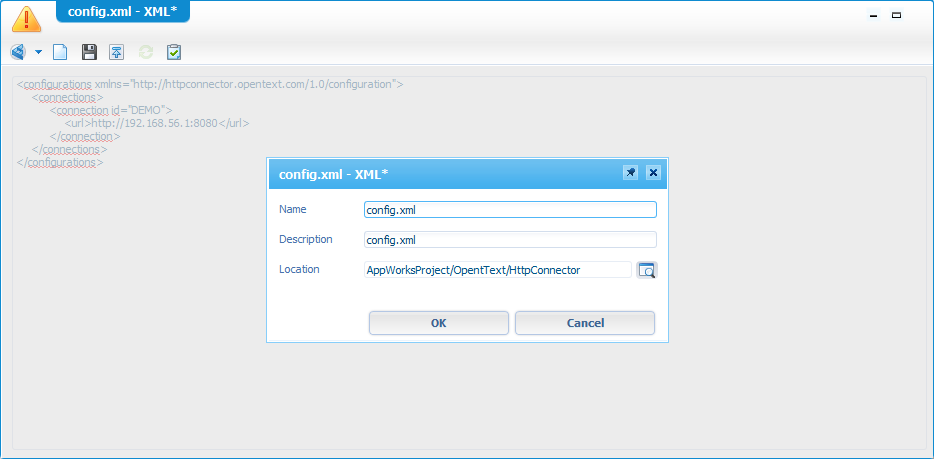 config.xml - XML*
<configurations xmlns="http://httpconnector.opentext.com/1.0/configuration">
<connections>
<connection id="DEMO">
<url>http://192.168.56.1:8080</url>
</connection>
</connections>
</configurations>
config.xml - XML*
Name config.xml
Description config.xml
Location AppWorksProject/OpentText/HttpConnector
OK Cancel